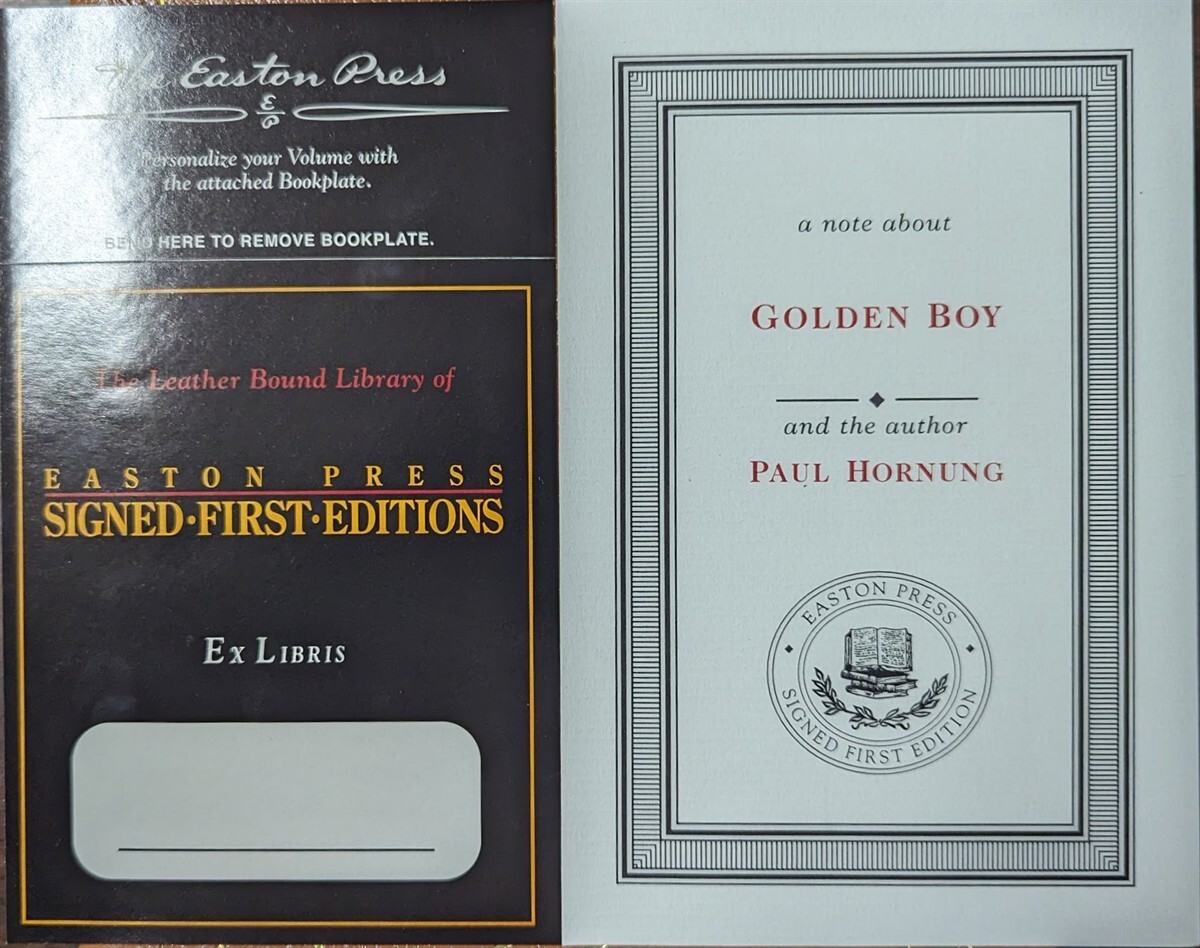 The Easton Press
EP
Personalize your Volume with
the attached Bookplate.
BEND HERE TO REMOVE BOOKPLATE.
The Leather Bound Library of
EASTON PRESS
SIGNED·FIRST·EDITIONS
EX LIBRIS
a note about
GOLDEN BOY
and the author
PAUL HORNUNG
EASTON PRESS
SIGNED FIRST EDITION